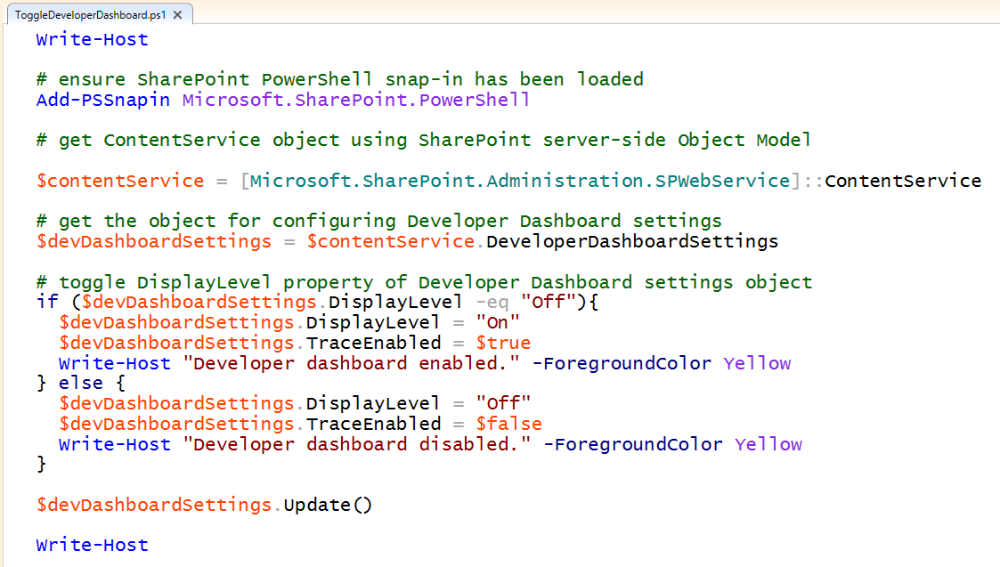 ToggleDeveloperDashboard.ps1 ✕
Write-Host
# ensure SharePoint PowerShell snap-in has been loaded
Add-PSSnapin Microsoft.SharePoint.PowerShell
# get ContentService object using SharePoint server-side Object Model
$contentService = [Microsoft.SharePoint.Administration.SPWebService]::ContentService
# get the object for configuring Developer Dashboard settings
$devDashboardSettings = $contentService.DeveloperDashboardSettings
# toggle DisplayLevel property of Developer Dashboard settings object
if ($devDashboardSettings.DisplayLevel -eq "Off"){
  $devDashboardSettings.DisplayLevel = "On"
  $devDashboardSettings.TraceEnabled = $true
  Write-Host "Developer dashboard enabled." -ForegroundColor Yellow
} else {
  $devDashboardSettings.DisplayLevel = "Off"
  $devDashboardSettings.TraceEnabled = $false
  Write-Host "Developer dashboard disabled." -ForegroundColor Yellow
}
$devDashboardSettings.Update()
Write-Host